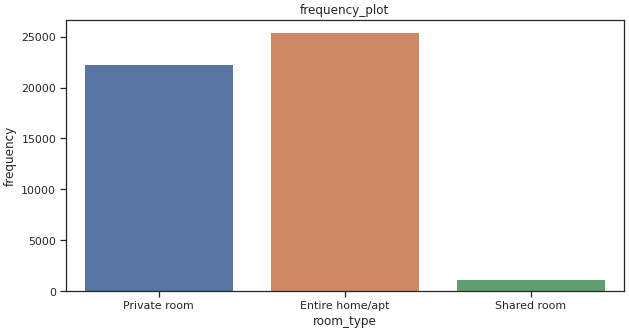 frequency_plot
25000
20000
15000
10000
5000
0
frequency
Private room
Entire home/apt
Shared room
room_type